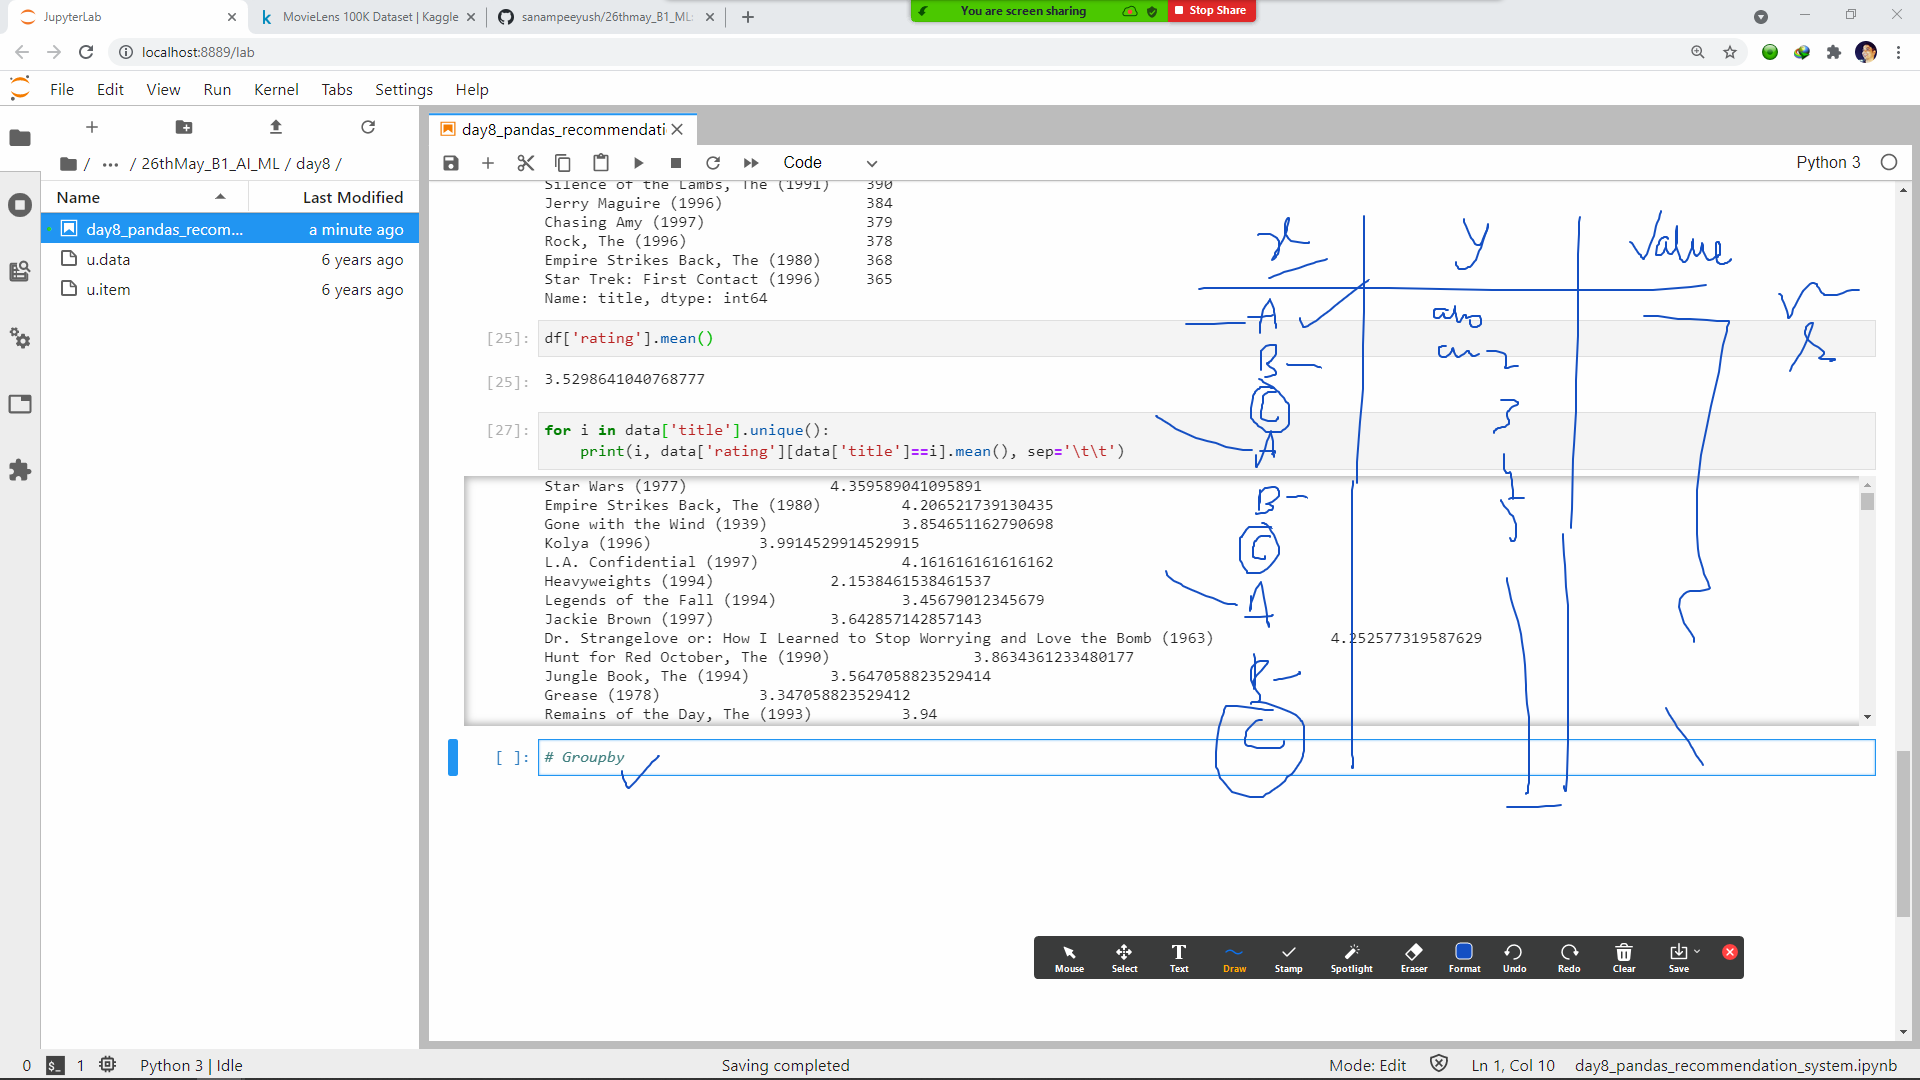 JupyterLab
MovieLens 100K Dataset | Kaggle
sanampeeyush/26thmay_B1_ML
You are screen sharing
Stop Share
localhost:8889/lab
File Edit View Run Kernel Tabs Settings Help
day8_pandas_recommendati
/ ... / 26thMay_B1_AI_ML / day8 /
Code
Python 3
Name Last Modified
day8_pandas_recom... a minute ago
u.data 6 years ago
u.item 6 years ago
Silence of the Lambs, The (1991) 390
Jerry Maguire (1996) 384
Chasing Amy (1997) 379
Rock, The (1996) 378
Empire Strikes Back, The (1980) 368
Star Trek: First Contact (1996) 365
Name: title, dtype: int64
[25]: df['rating'].mean()
[25]: 3.5298641040768777
[27]: for i in data['title'].unique():
print(i, data['rating'][data['title']==i].mean(), sep='\t\t')
Star Wars (1977) 4.359589041095891
Empire Strikes Back, The (1980) 4.206521739130435
Gone with the Wind (1939) 3.854651162790698
Kolya (1996) 3.9914529914529915
L.A. Confidential (1997) 4.161616161616162
Heavyweights (1994) 2.1538461538461537
Legends of the Fall (1994) 3.45679012345679
Jackie Brown (1997) 3.642857142857143
Dr. Strangelove or: How I Learned to Stop Worrying and Love the Bomb (1963) 4.252577319587629
Hunt for Red October, The (1990) 3.8634361233480177
Jungle Book, The (1994) 3.5647058823529414
Grease (1978) 3.347058823529412
Remains of the Day, The (1993) 3.94
[ ]: # Groupby
x y Value
A
B 2
C 3
A 4
B 5
C
A
B
C
Mouse Select Text Draw Stamp Spotlight Eraser Format Undo Redo Clear Save
0 1 Python 3 | Idle
Saving completed
Mode: Edit Ln 1, Col 10 day8_pandas_recommendation_system.ipynb